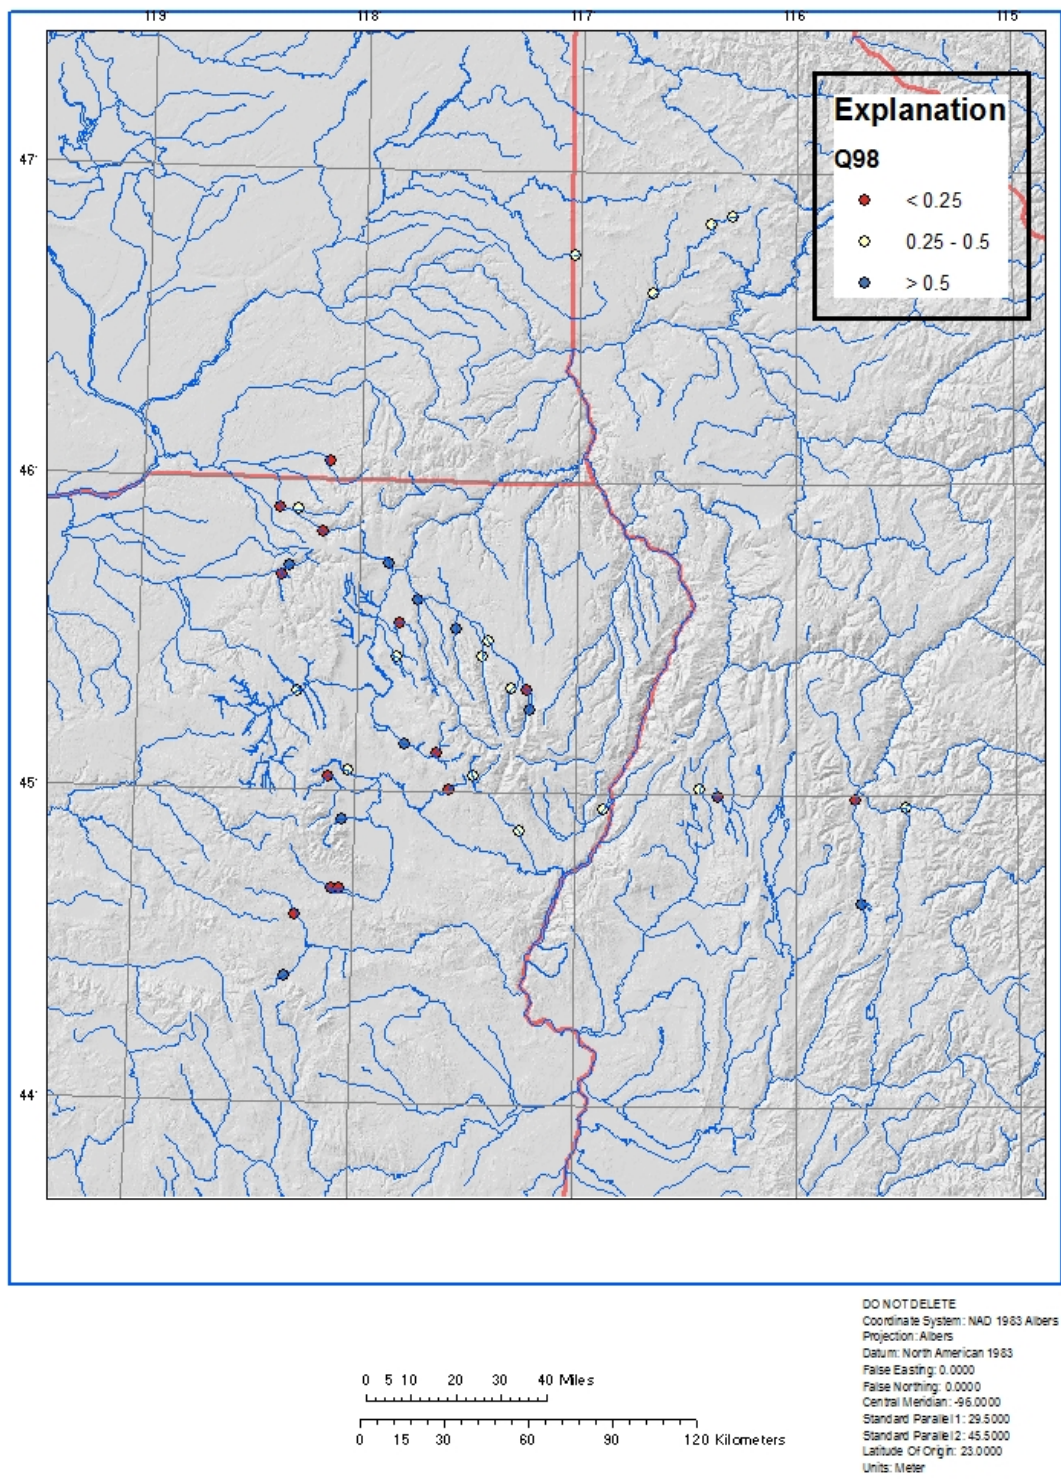 119° 118° 117° 116° 115°
47°
46°
45°
44°
Explanation
Q98
< 0.25
0.25 - 0.5
> 0.5
0 5 10 20 30 40 Miles
0 15 30 60 90 120 Kilometers
DO NOT DELETE
Coordinate System: NAD 1983 Albers
Projection: Albers
Datum: North American 1983
False Easting: 0.0000
False Northing: 0.0000
Central Meridian: -96.0000
Standard Parallel 1: 29.5000
Standard Parallel 2: 45.5000
Latitude Of Origin: 23.0000
Units: Meter